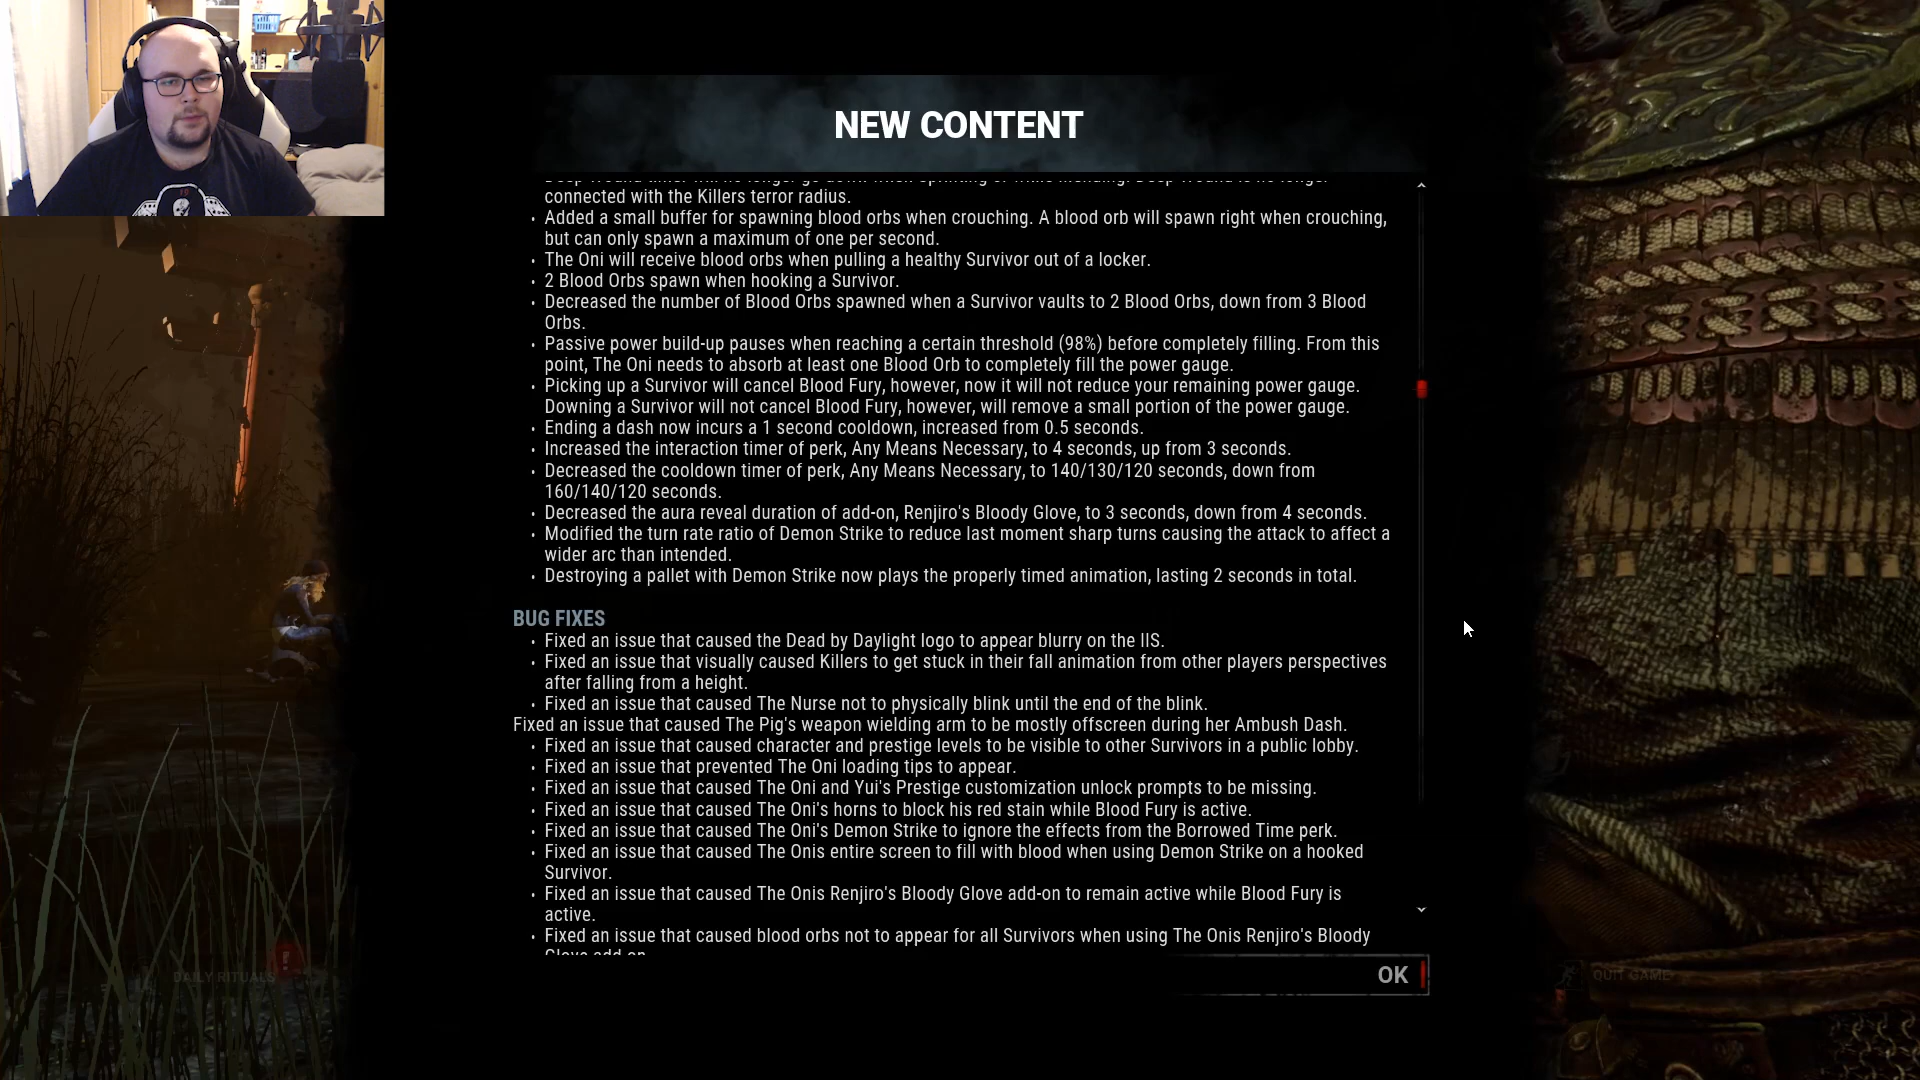 NEW CONTENT
connected with the Killers terror radius.
• Added a small buffer for spawning blood orbs when crouching. A blood orb will spawn right when crouching,
but can only spawn a maximum of one per second.
• The Oni will receive blood orbs when pulling a healthy Survivor out of a locker.
• 2 Blood Orbs spawn when hooking a Survivor.
• Decreased the number of Blood Orbs spawned when a Survivor vaults to 2 Blood Orbs, down from 3 Blood
Orbs.
• Passive power build-up pauses when reaching a certain threshold (98%) before completely filling. From this
point, The Oni needs to absorb at least one Blood Orb to completely fill the power gauge.
• Picking up a Survivor will cancel Blood Fury, however, now it will not reduce your remaining power gauge.
Downing a Survivor will not cancel Blood Fury, however, will remove a small portion of the power gauge.
• Ending a dash now incurs a 1 second cooldown, increased from 0.5 seconds.
• Increased the interaction timer of perk, Any Means Necessary, to 4 seconds, up from 3 seconds.
• Decreased the cooldown timer of perk, Any Means Necessary, to 140/130/120 seconds, down from
160/140/120 seconds.
• Decreased the aura reveal duration of add-on, Renjiro's Bloody Glove, to 3 seconds, down from 4 seconds.
• Modified the turn rate ratio of Demon Strike to reduce last moment sharp turns causing the attack to affect a
wider arc than intended.
• Destroying a pallet with Demon Strike now plays the properly timed animation, lasting 2 seconds in total.
BUG FIXES
• Fixed an issue that caused the Dead by Daylight logo to appear blurry on the IIS.
• Fixed an issue that visually caused Killers to get stuck in their fall animation from other players perspectives
after falling from a height.
• Fixed an issue that caused The Nurse not to physically blink until the end of the blink.
Fixed an issue that caused The Pig's weapon wielding arm to be mostly offscreen during her Ambush Dash.
• Fixed an issue that caused character and prestige levels to be visible to other Survivors in a public lobby.
• Fixed an issue that prevented The Oni loading tips to appear.
• Fixed an issue that caused The Oni and Yui's Prestige customization unlock prompts to be missing.
• Fixed an issue that caused The Oni's horns to block his red stain while Blood Fury is active.
• Fixed an issue that caused The Oni's Demon Strike to ignore the effects from the Borrowed Time perk.
• Fixed an issue that caused The Onis entire screen to fill with blood when using Demon Strike on a hooked
Survivor.
• Fixed an issue that caused The Onis Renjiro's Bloody Glove add-on to remain active while Blood Fury is
active.
• Fixed an issue that caused blood orbs not to appear for all Survivors when using The Onis Renjiro's Bloody
DAILY RITUALS
OK
QUIT GAME